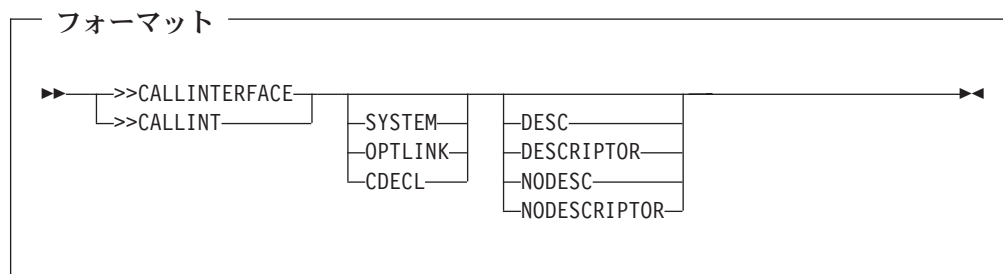 フォーマット
>>CALLINTERFACE
>>CALLINT
SYSTEM
OPTLINK
CDECL
DESC
DESCRIPTOR
NODESC
NODESCRIPTOR